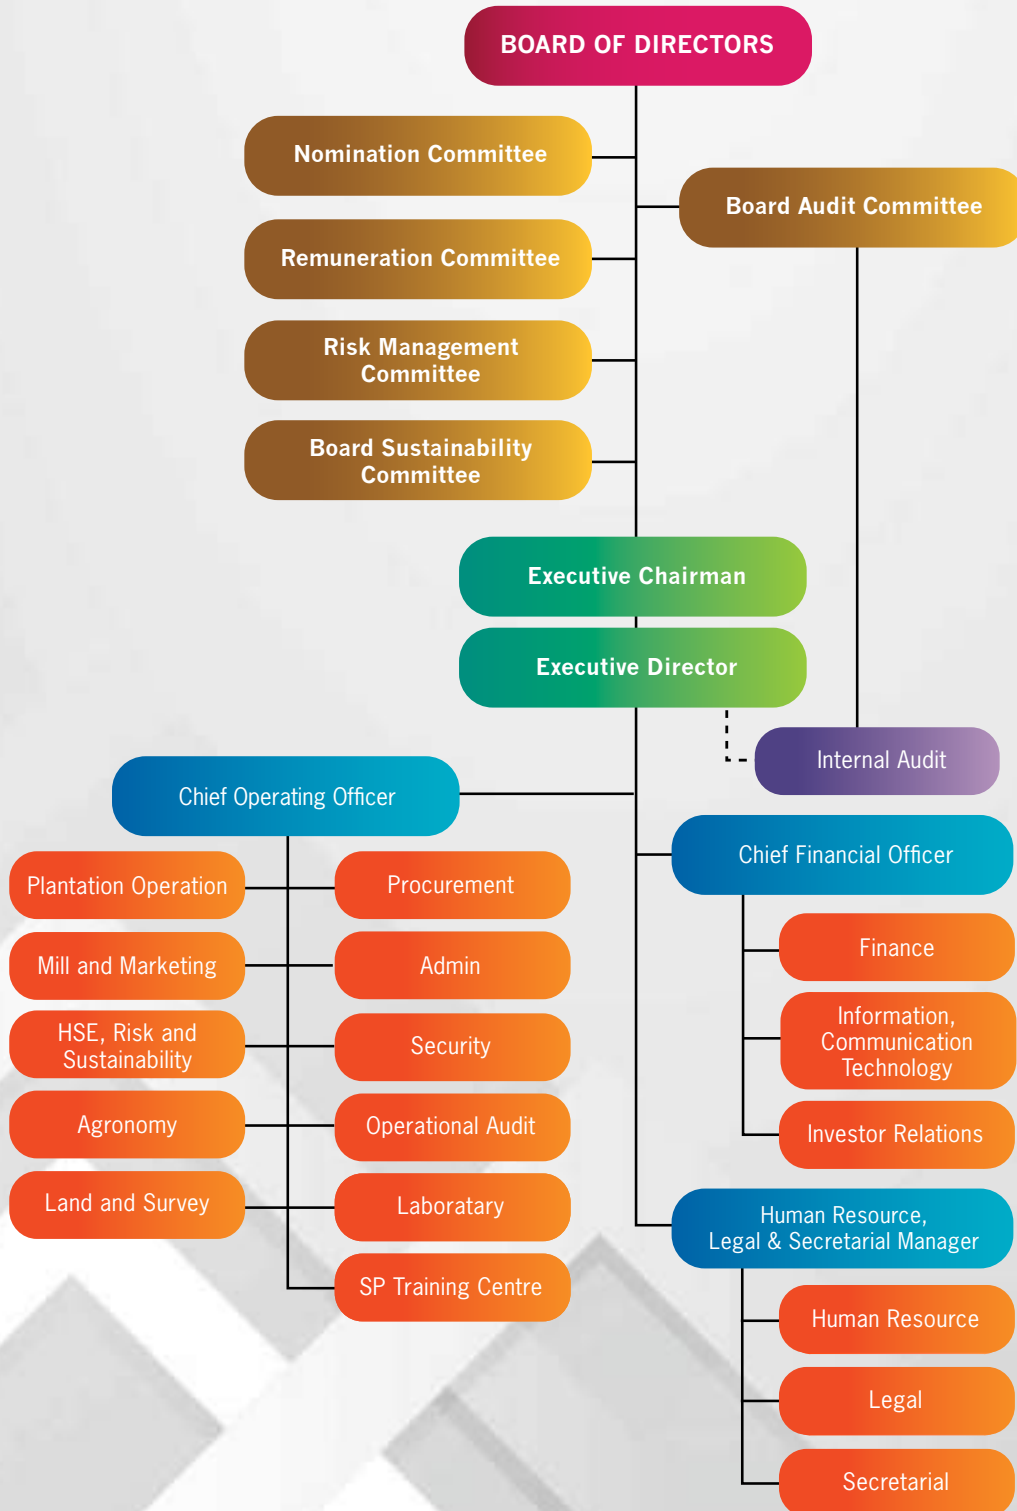 BOARD OF DIRECTORS
Nomination Committee
Board Audit Committee
Remuneration Committee
Risk Management
Committee
Board Sustainability
Committee
Executive Chairman
Executive Director
Internal Audit
Chief Operating Officer
Plantation Operation
Procurement
Mill and Marketing
Admin
HSE, Risk and
Sustainability
Security
Agronomy
Operational Audit
Land and Survey
Laboratary
SP Training Centre
Chief Financial Officer
Finance
Information,
Communication
Technology
Investor Relations
Human Resource,
Legal & Secretarial Manager
Human Resource
Legal
Secretarial